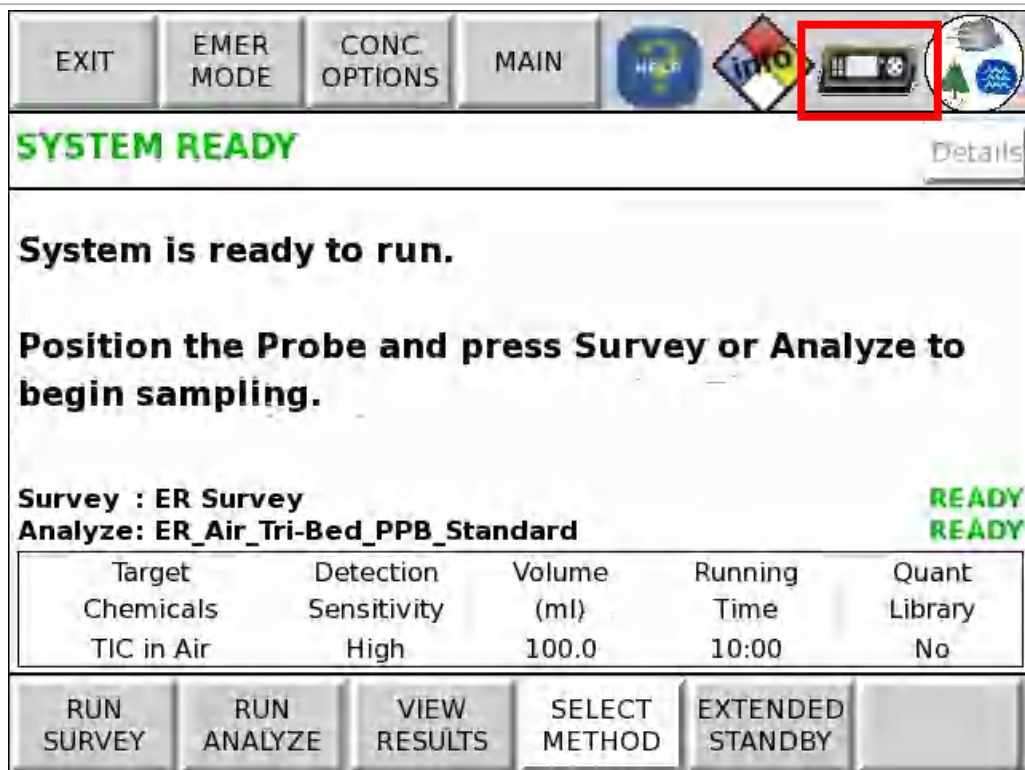 EXIT
EMER
MODE
CONC.
OPTIONS
MAIN
HELP
info
SYSTEM READY
Details
System is ready to run.
Position the Probe and press Survey or Analyze to
begin sampling.
Survey : ER Survey READY
Analyze: ER_Air_Tri-Bed_PPB_Standard READY
Target Detection Volume Running Quant
Chemicals Sensitivity (ml) Time Library
TIC in Air High 100.0 10:00 No
RUN
SURVEY
RUN
ANALYZE
VIEW
RESULTS
SELECT
METHOD
EXTENDED
STANDBY